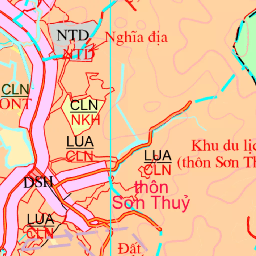 NTD
Nghĩa địa
NTD
CLN
ONT
CLN
NKH
LUA
CLN
Khu du lịc
(thôn Sơn Th
LUA
CLN
DSH
thôn
Sơn Thuỷ
LUA
CLN
Đất